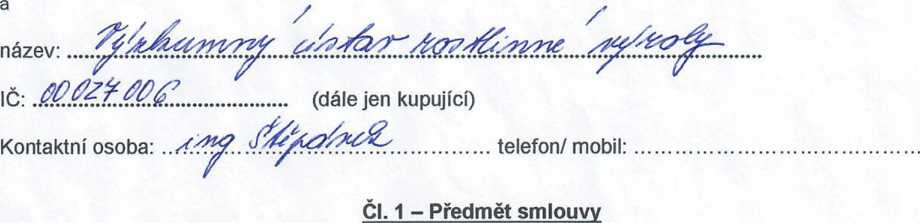 a
název: Výzkumný ústav rostlinné výroby
IČ: 00027006 (dále jen kupující)
Kontaktní osoba: ing Štěpánek telefon/ mobil: ..............................................
Čl. 1 – Předmět smlouvy